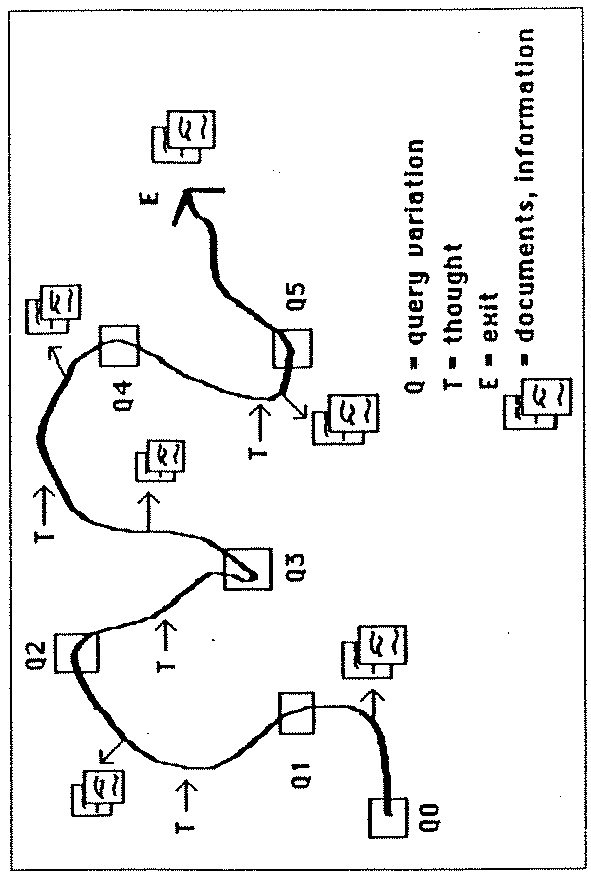 Q2
T
Q4
E
T
T
T
Q1
Q3
Q5
Q0
Q = query variation
T = thought
E = exit
= documents, information